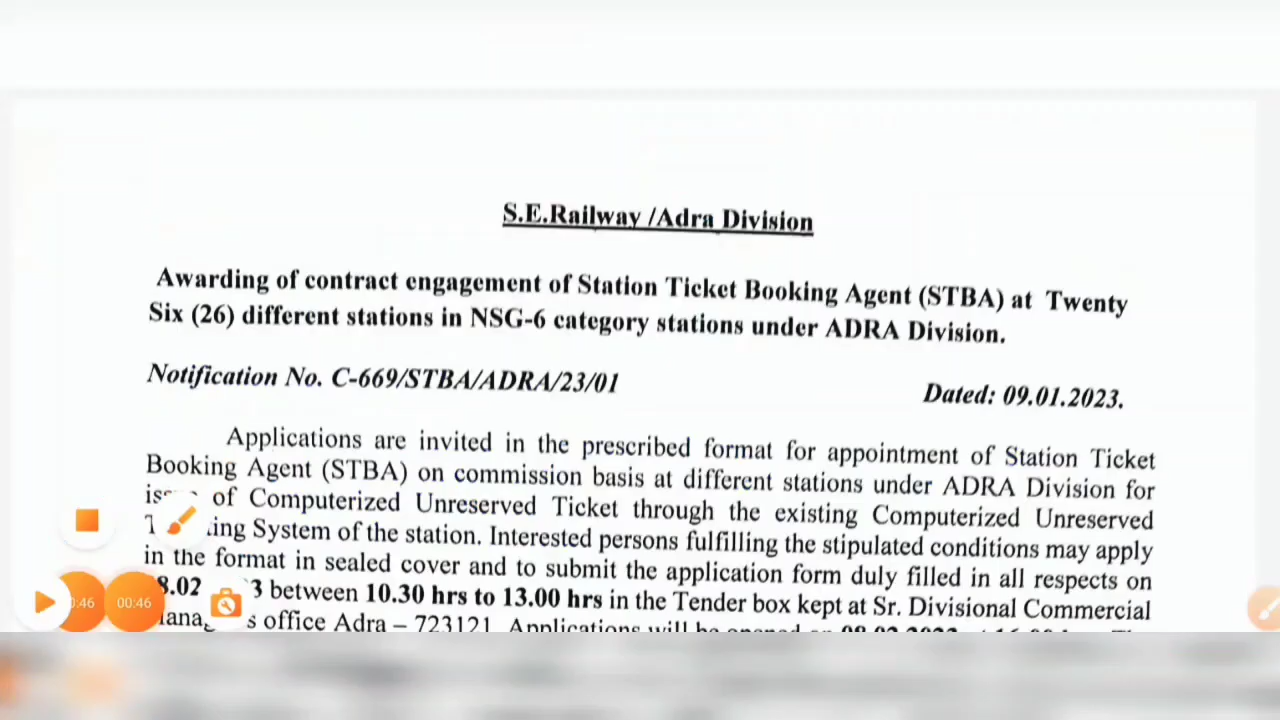 S.E.Railway /Adra Division
Awarding of contract engagement of Station Ticket Booking Agent (STBA) at Twenty
Six (26) different stations in NSG-6 category stations under ADRA Division.
Notification No. C-669/STBA/ADRA/23/01
Dated: 09.01.2023.
Applications are invited in the prescribed format for appointment of Station Ticket
Booking Agent (STBA) on commission basis at different stations under ADRA Division for
of Computerized Unreserved Ticket through the existing Computerized Unreserved
System of the station. Interested persons fulfilling the stipulated conditions may apply
in the format in sealed cover and to submit the application form duly filled in all respects on
between 10.30 hrs to 13.00 hrs in the Tender box kept at Sr. Divisional Commercial
office Adra – 723121. Applications will be opened on
:46
00:46